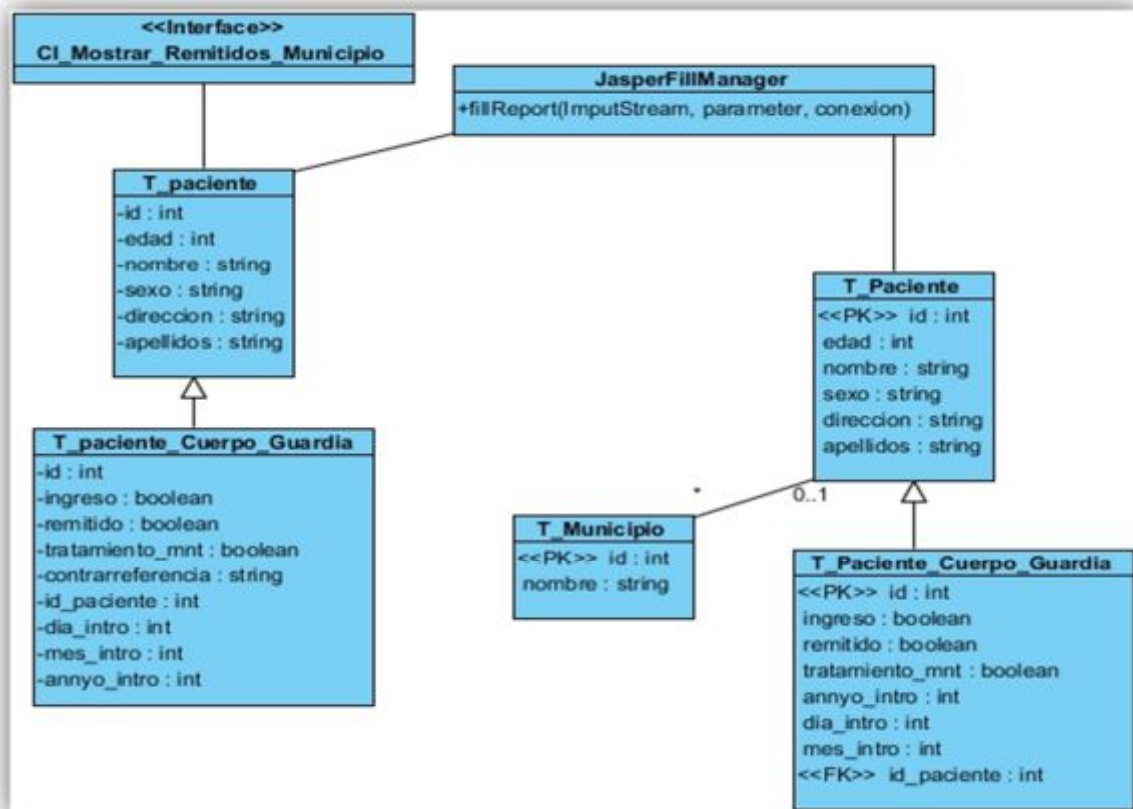 <<Interface>>
CI_Mostrar_Remitidos_Municipio
JasperFillManager
+fillReport(ImputStream, parameter, conexion)
T_paciente
-id : int
-edad : int
-nombre : string
-sexo : string
-direccion : string
-apellidos : string
T_paciente_Cuerpo_Guardia
-id : int
-ingreso : boolean
-remitido : boolean
-tratamiento_mnt : boolean
-contrarreferencia : string
-id_paciente : int
-dia_intro : int
-mes_intro : int
-annyo_intro : int
T_Paciente
<<PK>> id : int
edad : int
nombre : string
sexo : string
direccion : string
apellidos : string
* 0..1
T_Municipio
<<PK>> id : int
nombre : string
T_Paciente_Cuerpo_Guardia
<<PK>> id : int
ingreso : boolean
remitido : boolean
tratamiento_mnt : boolean
annyo_intro : int
dia_intro : int
mes_intro : int
<<FK>> id_paciente : int